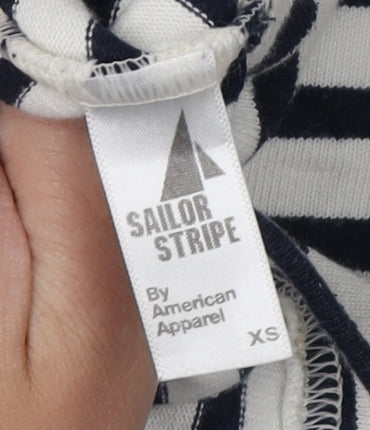 SAILOR
STRIPE
By
American
Apparel
XS